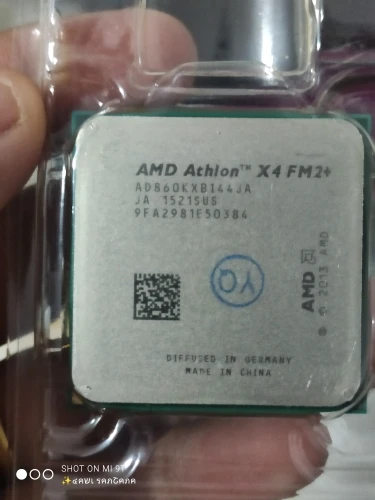 AMD Athlon™ X4 FM2+
AD860KXBI44JA
JA 1521SUS
9FA2981E50384
YQ
AMD
© 2013 AMD
DIFFUSED IN GERMANY
MADE IN CHINA
SHOT ON MI 9T